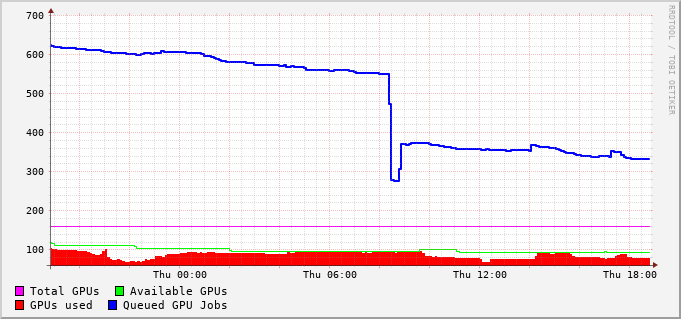 700
600
500
400
300
200
100
Thu 00:00 Thu 06:00 Thu 12:00 Thu 18:00
Total GPUs Available GPUs
GPUs used Queued GPU Jobs
RRDTOOL / TOBI OETIKER